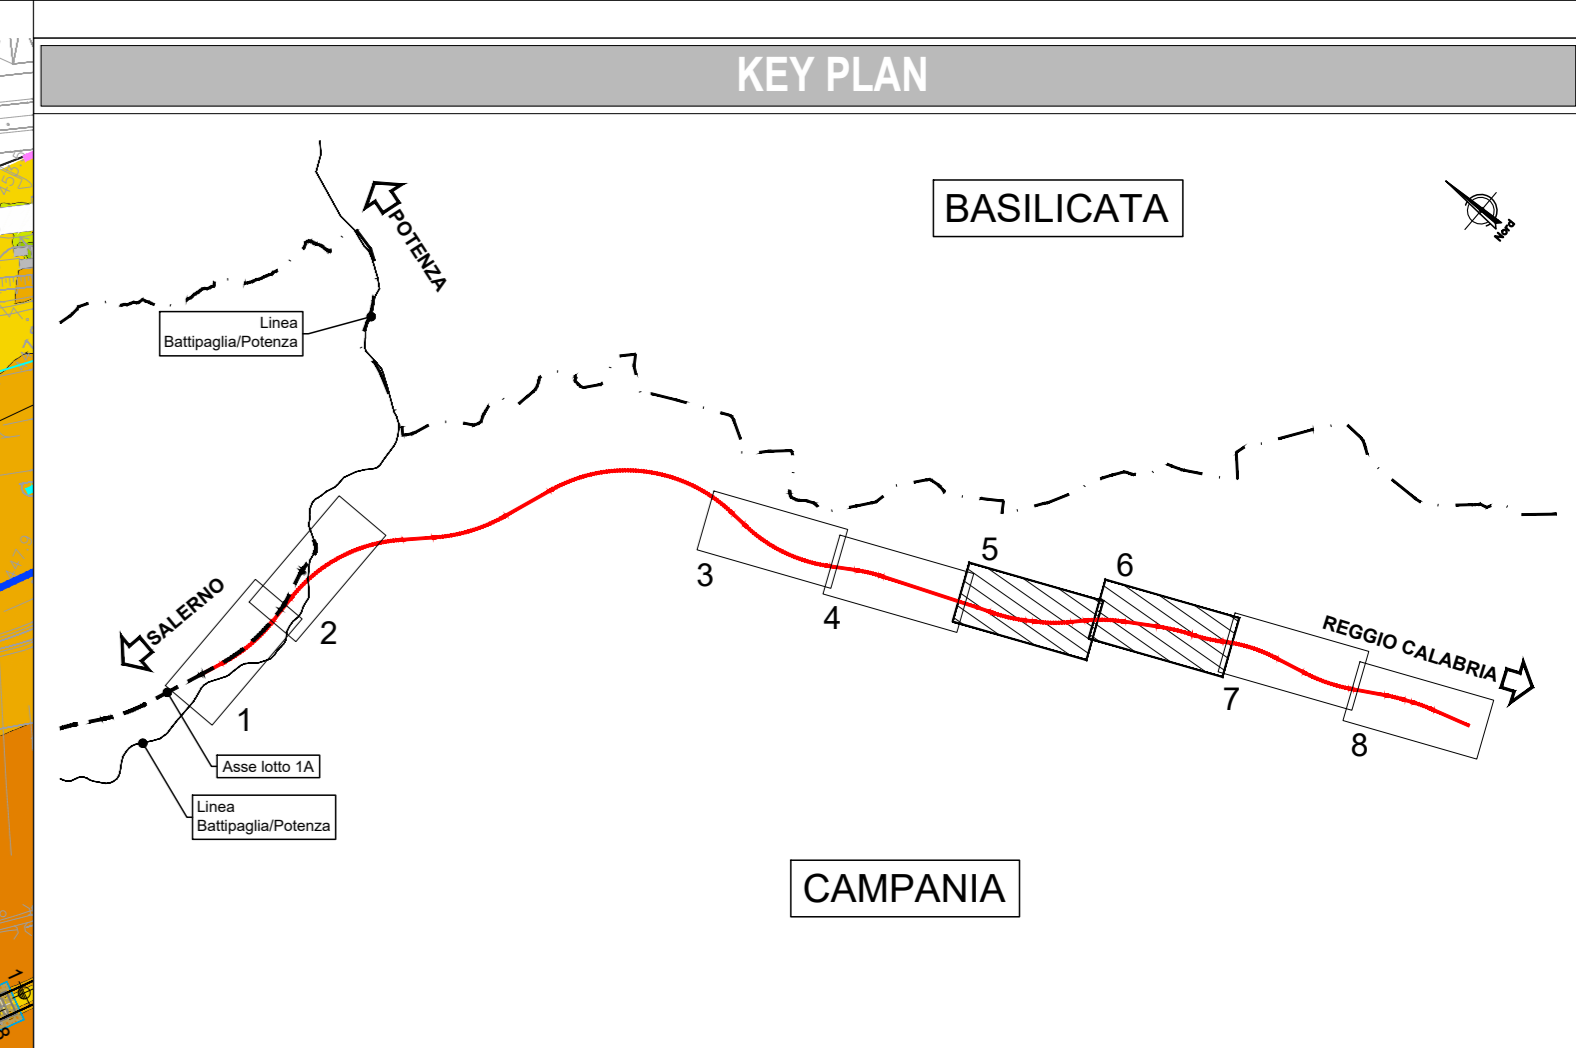 KEY PLAN
BASILICATA
Nord
POTENZA
Linea
Battipaglia/Potenza
5
6
3
4
SALERNO
2
REGGIO CALABRIA
7
1
8
Asse lotto 1A
Linea
Battipaglia/Potenza
CAMPANIA